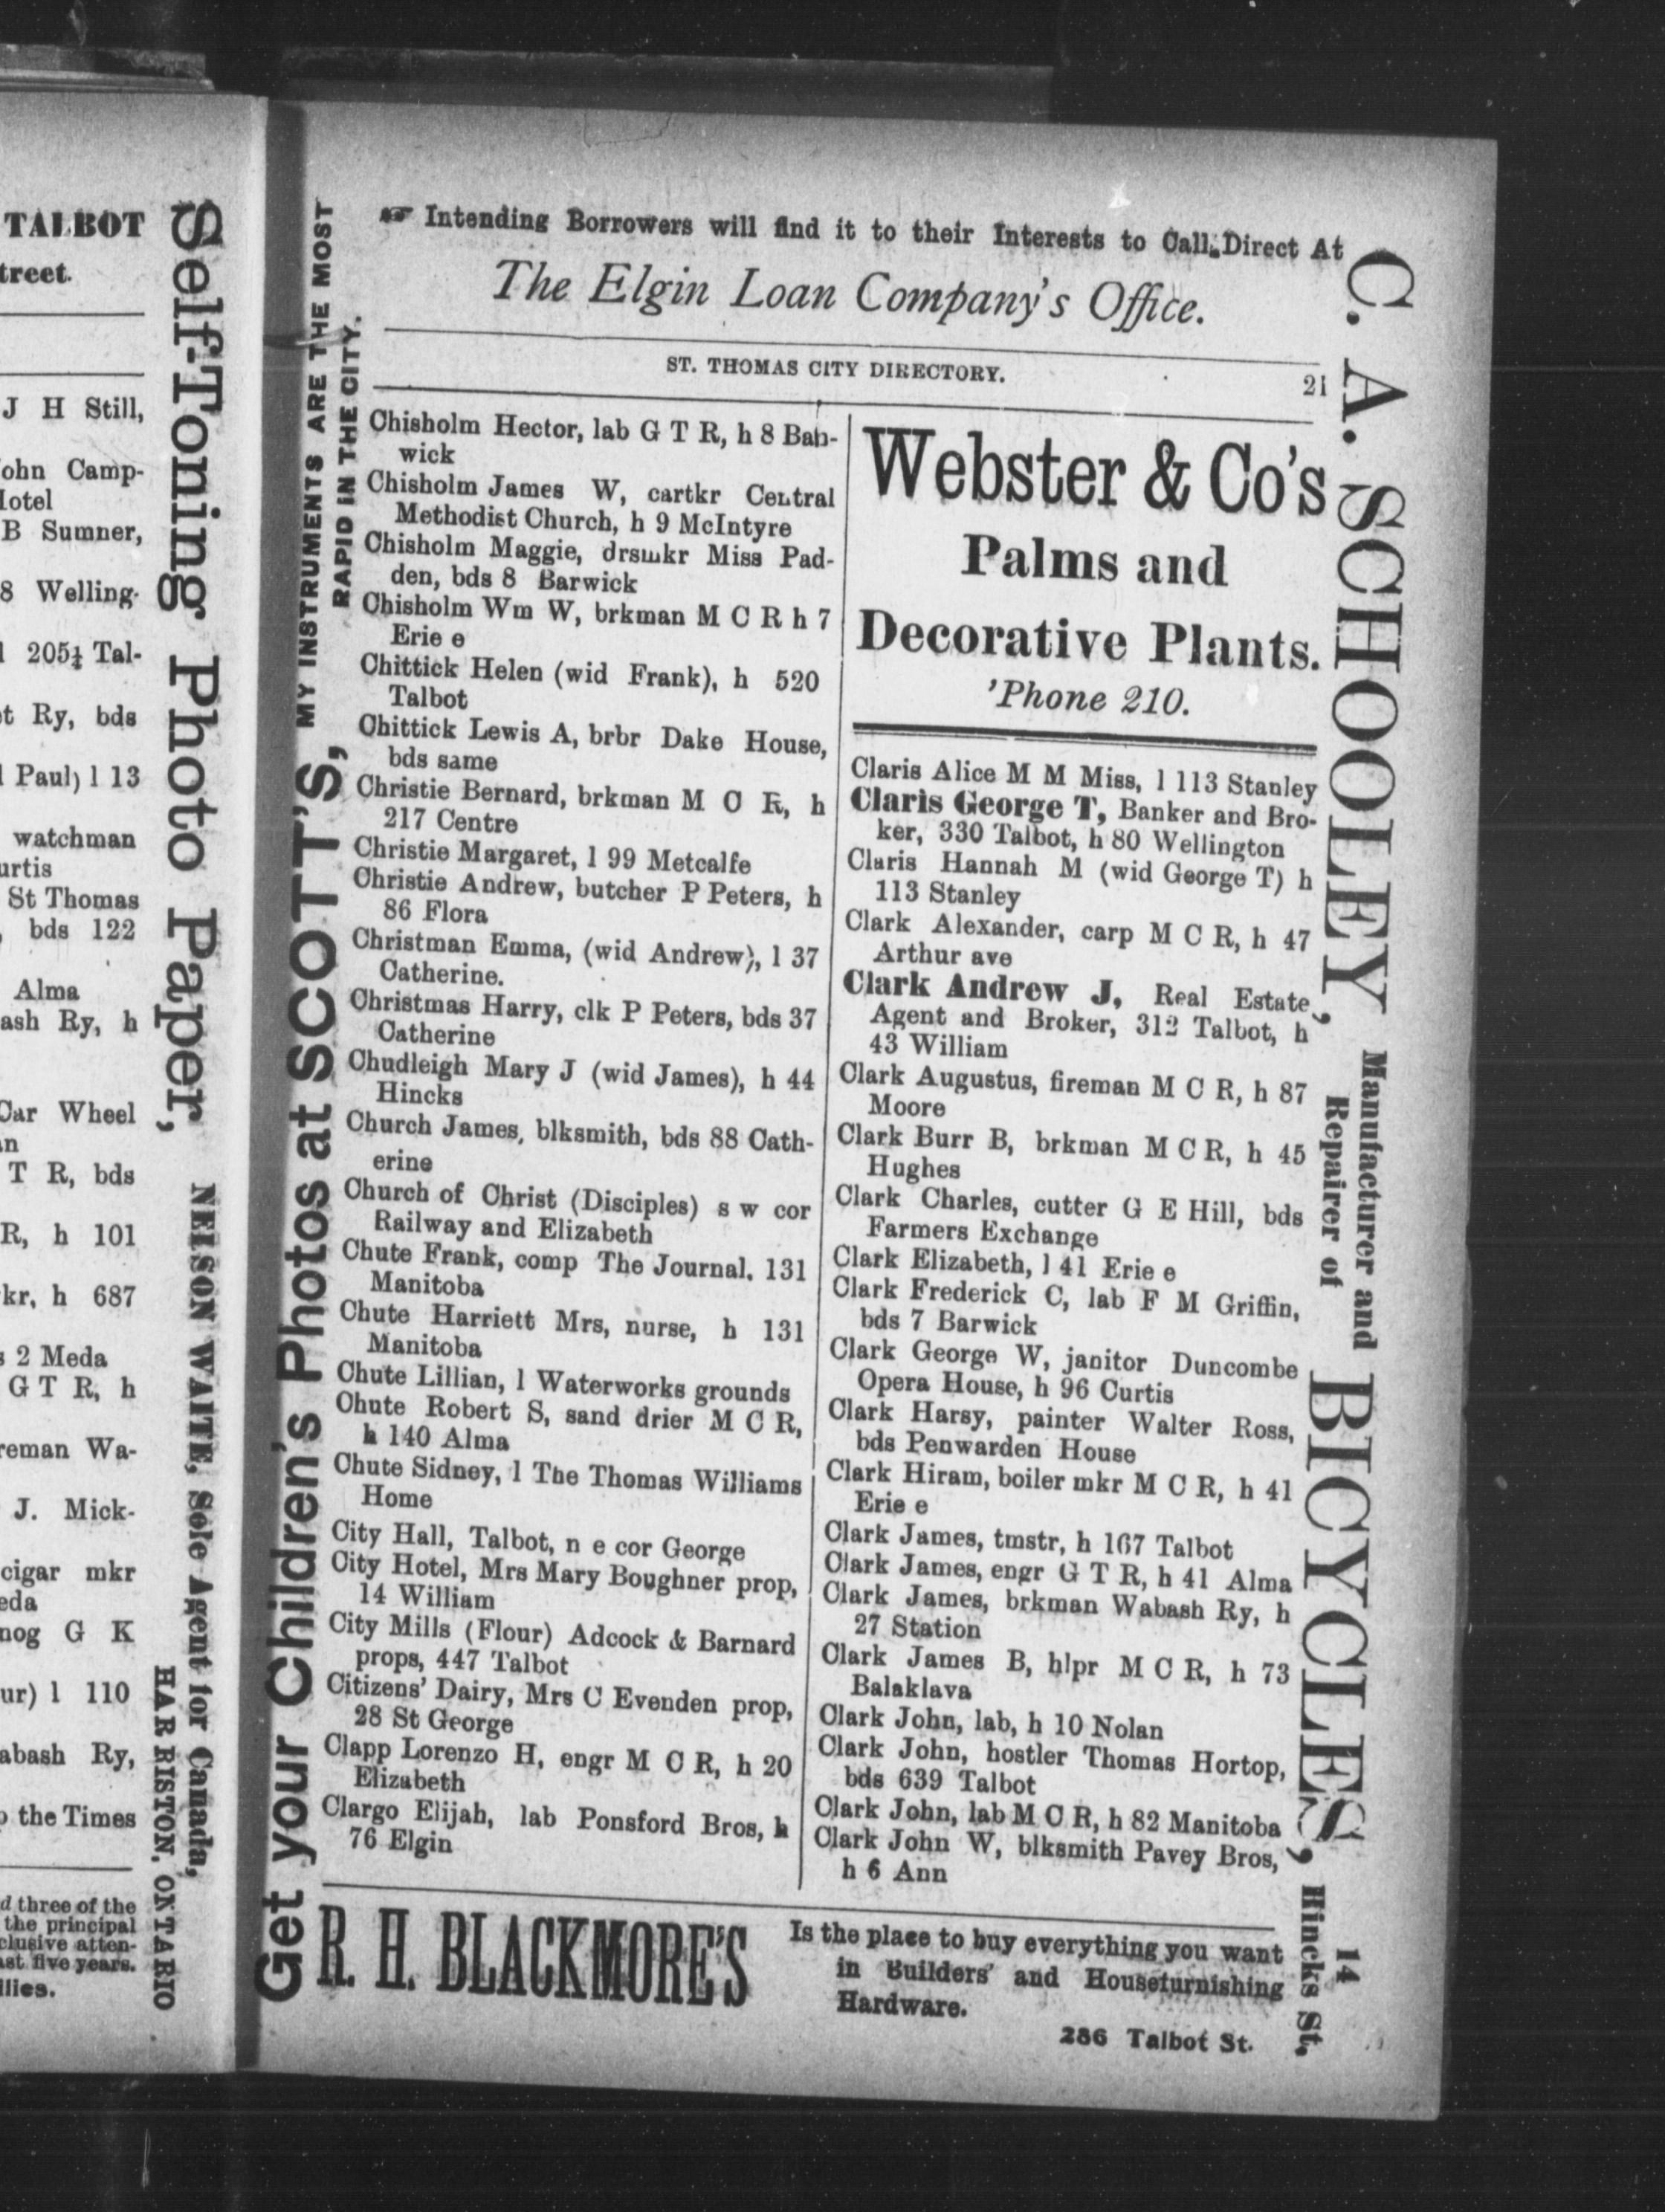 TALBOT
treet.
J H Still,
ohn Camp-
Hotel
B Sumner,
8 Welling-
Tal-
t Ry, bds
Paul) l 13
watchman
urtis
St Thomas
, bds 122
Alma
ash Ry, h
Car Wheel
an
T R, bds
R, h 101
kr, h 687
s 2 Meda
G T R, h
reman Wa-
J. Mick-
cigar mkr
eda
nog G K
ur) l 110
abash Ry,
the Times
d three of the
the principal
clusive atten-
ast five years.
llies.
Self-Toning Photo Paper,
NELSON WAITE, Sole Agent for Canada,
HARRISTON, ONTARIO
Get your Children's Photos at SCOTT'S,
MY INSTRUMENTS ARE THE MOST
RAPID IN THE CITY.
☞ Intending Borrowers will find it to their Interests to Call Direct At
The Elgin Loan Company's Office.
ST. THOMAS CITY DIRECTORY. 21
Chisholm Hector, lab G T R, h 8 Bar-
wick
Chisholm James W, cartkr Central
Methodist Church, h 9 McIntyre
Chisholm Maggie, drsmkr Miss Pad-
den, bds 8 Barwick
Chisholm Wm W, brkman M C R h 7
Erie e
Chittick Helen (wid Frank), h 520
Talbot
Chittick Lewis A, brbr Dake House,
bds same
Christie Bernard, brkman M C R, h
217 Centre
Christie Margaret, l 99 Metcalfe
Christie Andrew, butcher P Peters, h
86 Flora
Christman Emma, (wid Andrew), l 37
Catherine.
Christmas Harry, clk P Peters, bds 37
Catherine
Chudleigh Mary J (wid James), h 44
Hincks
Church James, blksmith, bds 88 Cath-
erine
Church of Christ (Disciples) s w cor
Railway and Elizabeth
Chute Frank, comp The Journal, 131
Manitoba
Chute Harriett Mrs, nurse, h 131
Manitoba
Chute Lillian, l Waterworks grounds
Chute Robert S, sand drier M C R,
h 140 Alma
Chute Sidney, l The Thomas Williams
Home
City Hall, Talbot, n e cor George
City Hotel, Mrs Mary Boughner prop,
14 William
City Mills (Flour) Adcock & Barnard
props, 447 Talbot
Citizens' Dairy, Mrs C Evenden prop,
28 St George
Clapp Lorenzo H, engr M C R, h 20
Elizabeth
Clargo Elijah, lab Ponsford Bros, h
76 Elgin
Webster & Co's
Palms and
Decorative Plants.
'Phone 210.
Claris Alice M M Miss, l 113 Stanley
Claris George T, Banker and Bro-
ker, 330 Talbot, h 80 Wellington
Claris Hannah M (wid George T) h
113 Stanley
Clark Alexander, carp M C R, h 47
Arthur ave
Clark Andrew J, Real Estate
Agent and Broker, 312 Talbot, h
43 William
Clark Augustus, fireman M C R, h 87
Moore
Clark Burr B, brkman M C R, h 45
Hughes
Clark Charles, cutter G E Hill, bds
Farmers Exchange
Clark Elizabeth, l 41 Erie e
Clark Frederick C, lab F M Griffin,
bds 7 Barwick
Clark George W, janitor Duncombe
Opera House, h 96 Curtis
Clark Harsy, painter Walter Ross,
bds Penwarden House
Clark Hiram, boiler mkr M C R, h 41
Erie e
Clark James, tmstr, h 167 Talbot
Clark James, engr G T R, h 41 Alma
Clark James, brkman Wabash Ry, h
27 Station
Clark James B, hlpr M C R, h 73
Balaklava
Clark John, lab, h 10 Nolan
Clark John, hostler Thomas Hortop,
bds 639 Talbot
Clark John, lab M C R, h 82 Manitoba
Clark John W, blksmith Pavey Bros,
h 6 Ann
C. A. SCHOOLEY, Manufacturer and
Repairer of
BICYCLES, 14
Hincks St.
R. H. BLACKMORE'S
Is the place to buy everything you want
in Builders' and Housefurnishing
Hardware.
286 Talbot St.